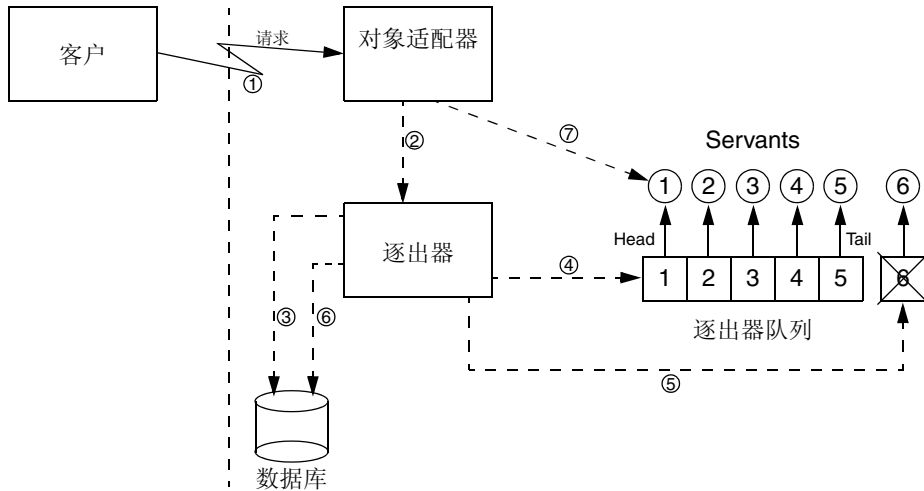 客户
请求
①
对象适配器
②
⑦
Servants
1 2 3 4 5 6
逐出器
Head
Tail
④
1 2 3 4 5 6
逐出器队列
③
⑥
⑤
数据库